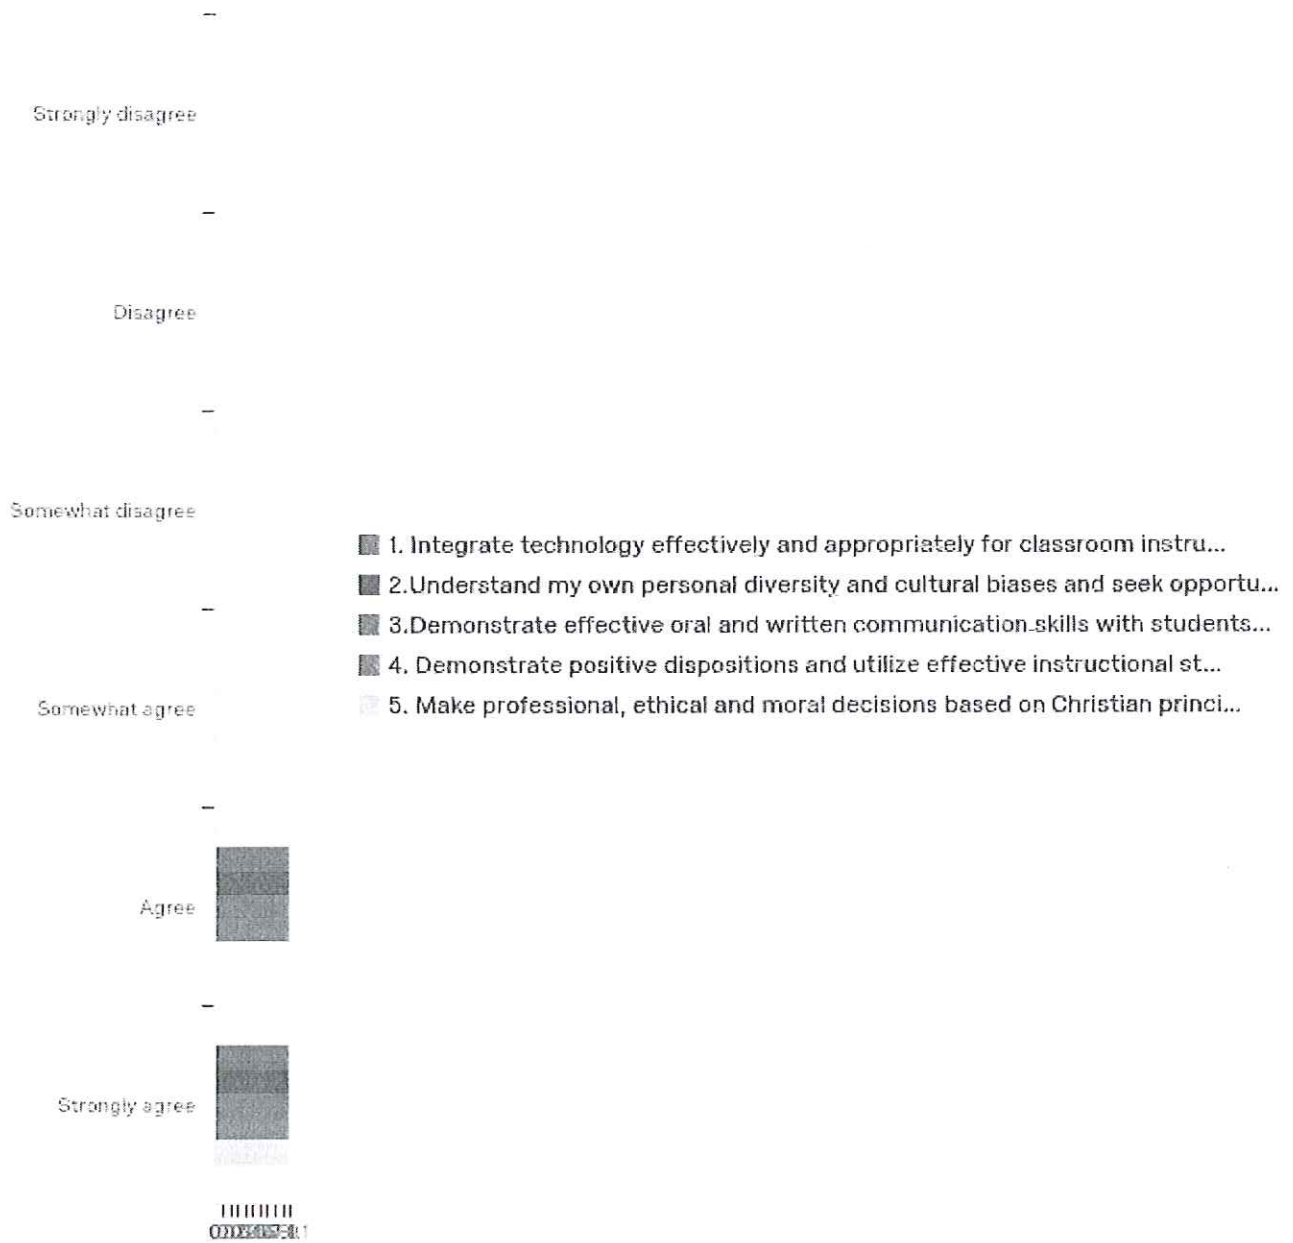 Strongly disagree
Disagree
Somewhat disagree
Somewhat agree
Agree
Strongly agree
1. Integrate technology effectively and appropriately for classroom instru...
2.Understand my own personal diversity and cultural biases and seek opportu...
3.Demonstrate effective oral and written communication skills with students...
4. Demonstrate positive dispositions and utilize effective instructional st...
5. Make professional, ethical and moral decisions based on Christian princi...